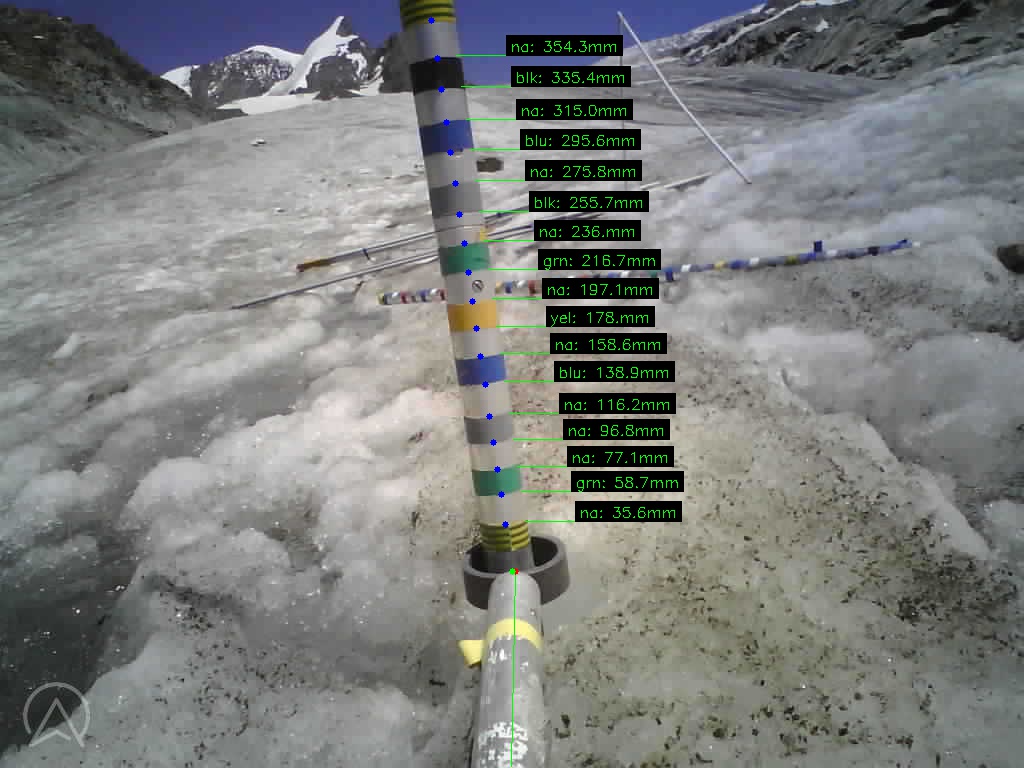 na: 354.3mm
blk: 335.4mm
na: 315.0mm
blu: 295.6mm
na: 275.8mm
blk: 255.7mm
na: 236.mm
grn: 216.7mm
na: 197.1mm
yel: 178.mm
na: 158.6mm
blu: 138.9mm
na: 116.2mm
na: 96.8mm
na: 77.1mm
grn: 58.7mm
na: 35.6mm